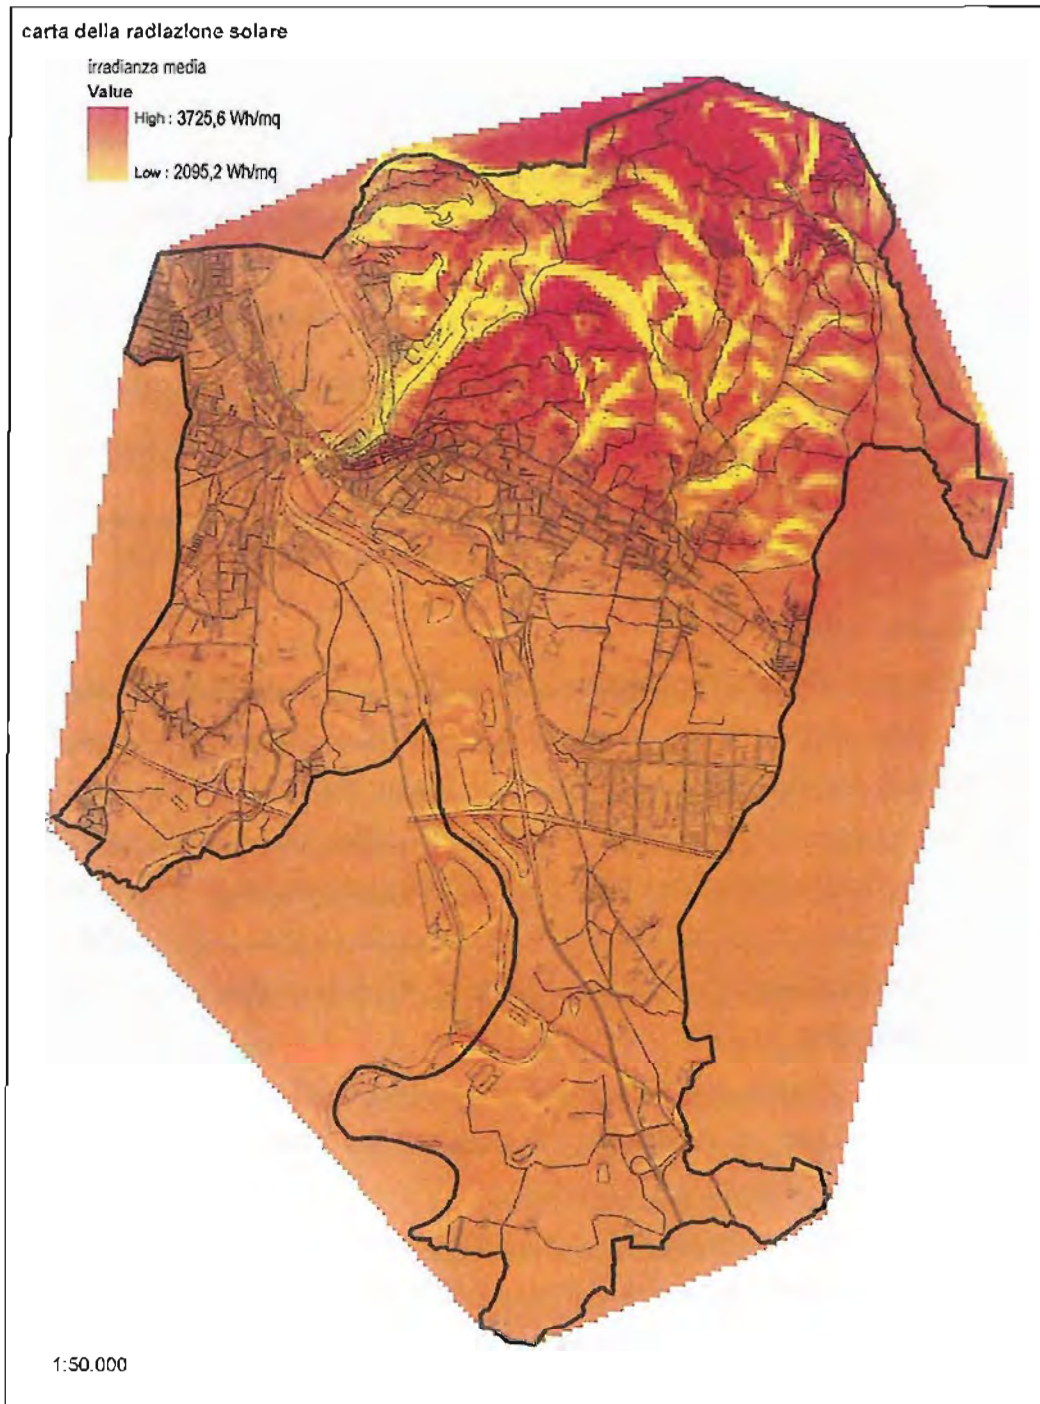 carta della radiazione solare
irradianza media
Value
High : 3725,6 Wh/mq
Low : 2095,2 Wh/mq
1:50.000